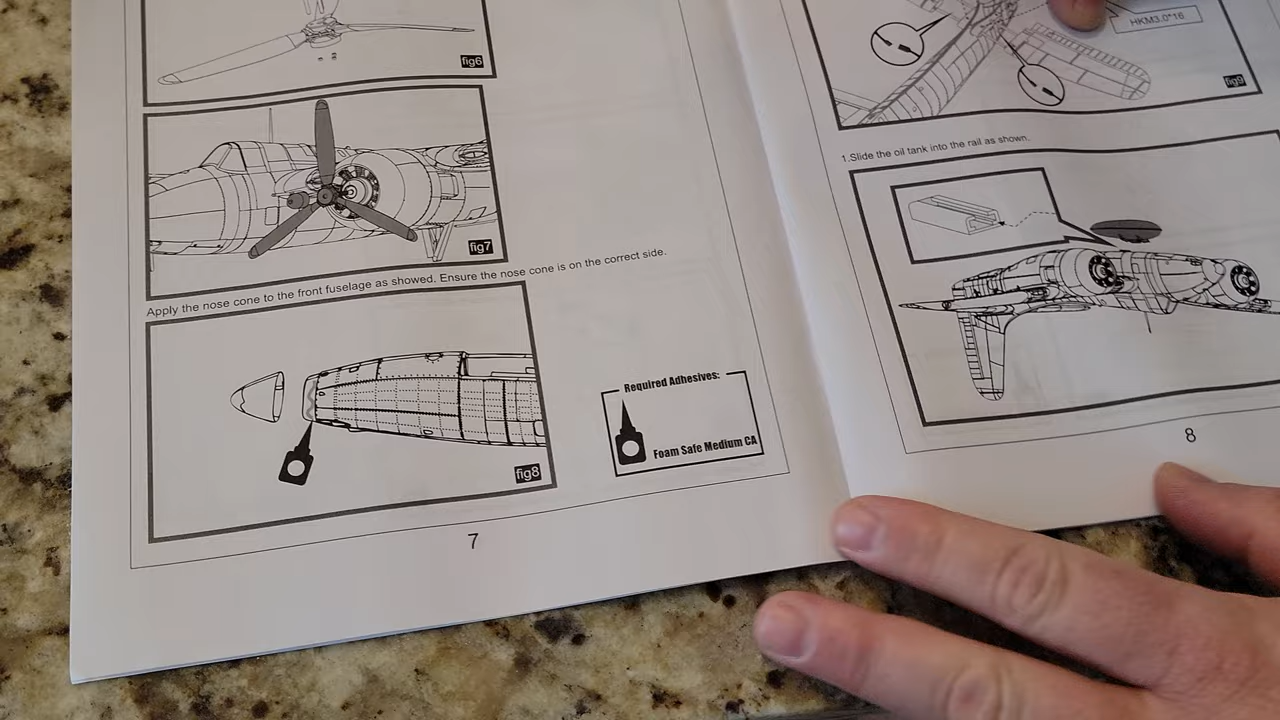 fig6
fig7
Apply the nose cone to the front fuselage as showed. Ensure the nose cone is on the correct side.
fig8
Required Adhesives:
Foam Safe Medium CA
7
HKM3.0*16
fig9
1.Slide the oil tank into the rail as shown.
8